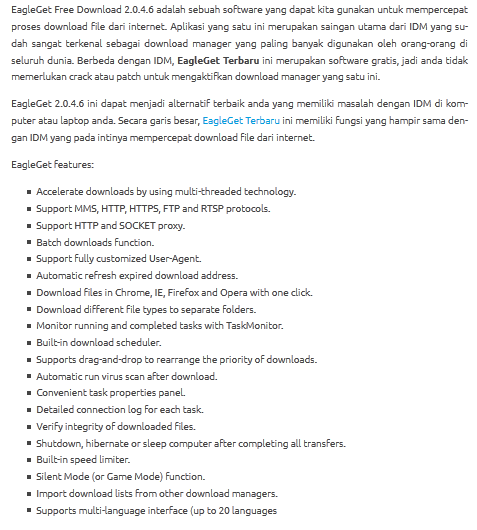 EagleGet Free Download 2.0.4.6 adalah sebuah software yang dapat kita gunakan untuk mempercepat
proses download file dari internet. Aplikasi yang satu ini merupakan saingan utama dari IDM yang su-
dah sangat terkenal sebagai download manager yang paling banyak digunakan oleh orang-orang di
seluruh dunia. Berbeda dengan IDM, EagleGet Terbaru ini merupakan software gratis, jadi anda tidak
memerlukan crack atau patch untuk mengaktifkan download manager yang satu ini.
EagleGet 2.0.4.6 ini dapat menjadi alternatif terbaik anda yang memiliki masalah dengan IDM di kom-
puter atau laptop anda. Secara garis besar, EagleGet Terbaru ini memiliki fungsi yang hampir sama den-
gan IDM yang pada intinya mempercepat download file dari internet.
EagleGet features:
Accelerate downloads by using multi-threaded technology.
Support MMS, HTTP, HTTPS, FTP and RTSP protocols.
Support HTTP and SOCKET proxy.
Batch downloads function.
Support fully customized User-Agent.
Automatic refresh expired download address.
Download files in Chrome, IE, Firefox and Opera with one click.
Download different file types to separate folders.
Monitor running and completed tasks with TaskMonitor.
Built-in download scheduler.
Supports drag-and-drop to rearrange the priority of downloads.
Automatic run virus scan after download.
Convenient task properties panel.
Detailed connection log for each task.
Verify integrity of downloaded files.
Shutdown, hibernate or sleep computer after completing all transfers.
Built-in speed limiter.
Silent Mode (or Game Mode) function.
Import download lists from other download managers.
Supports multi-language interface (up to 20 languages